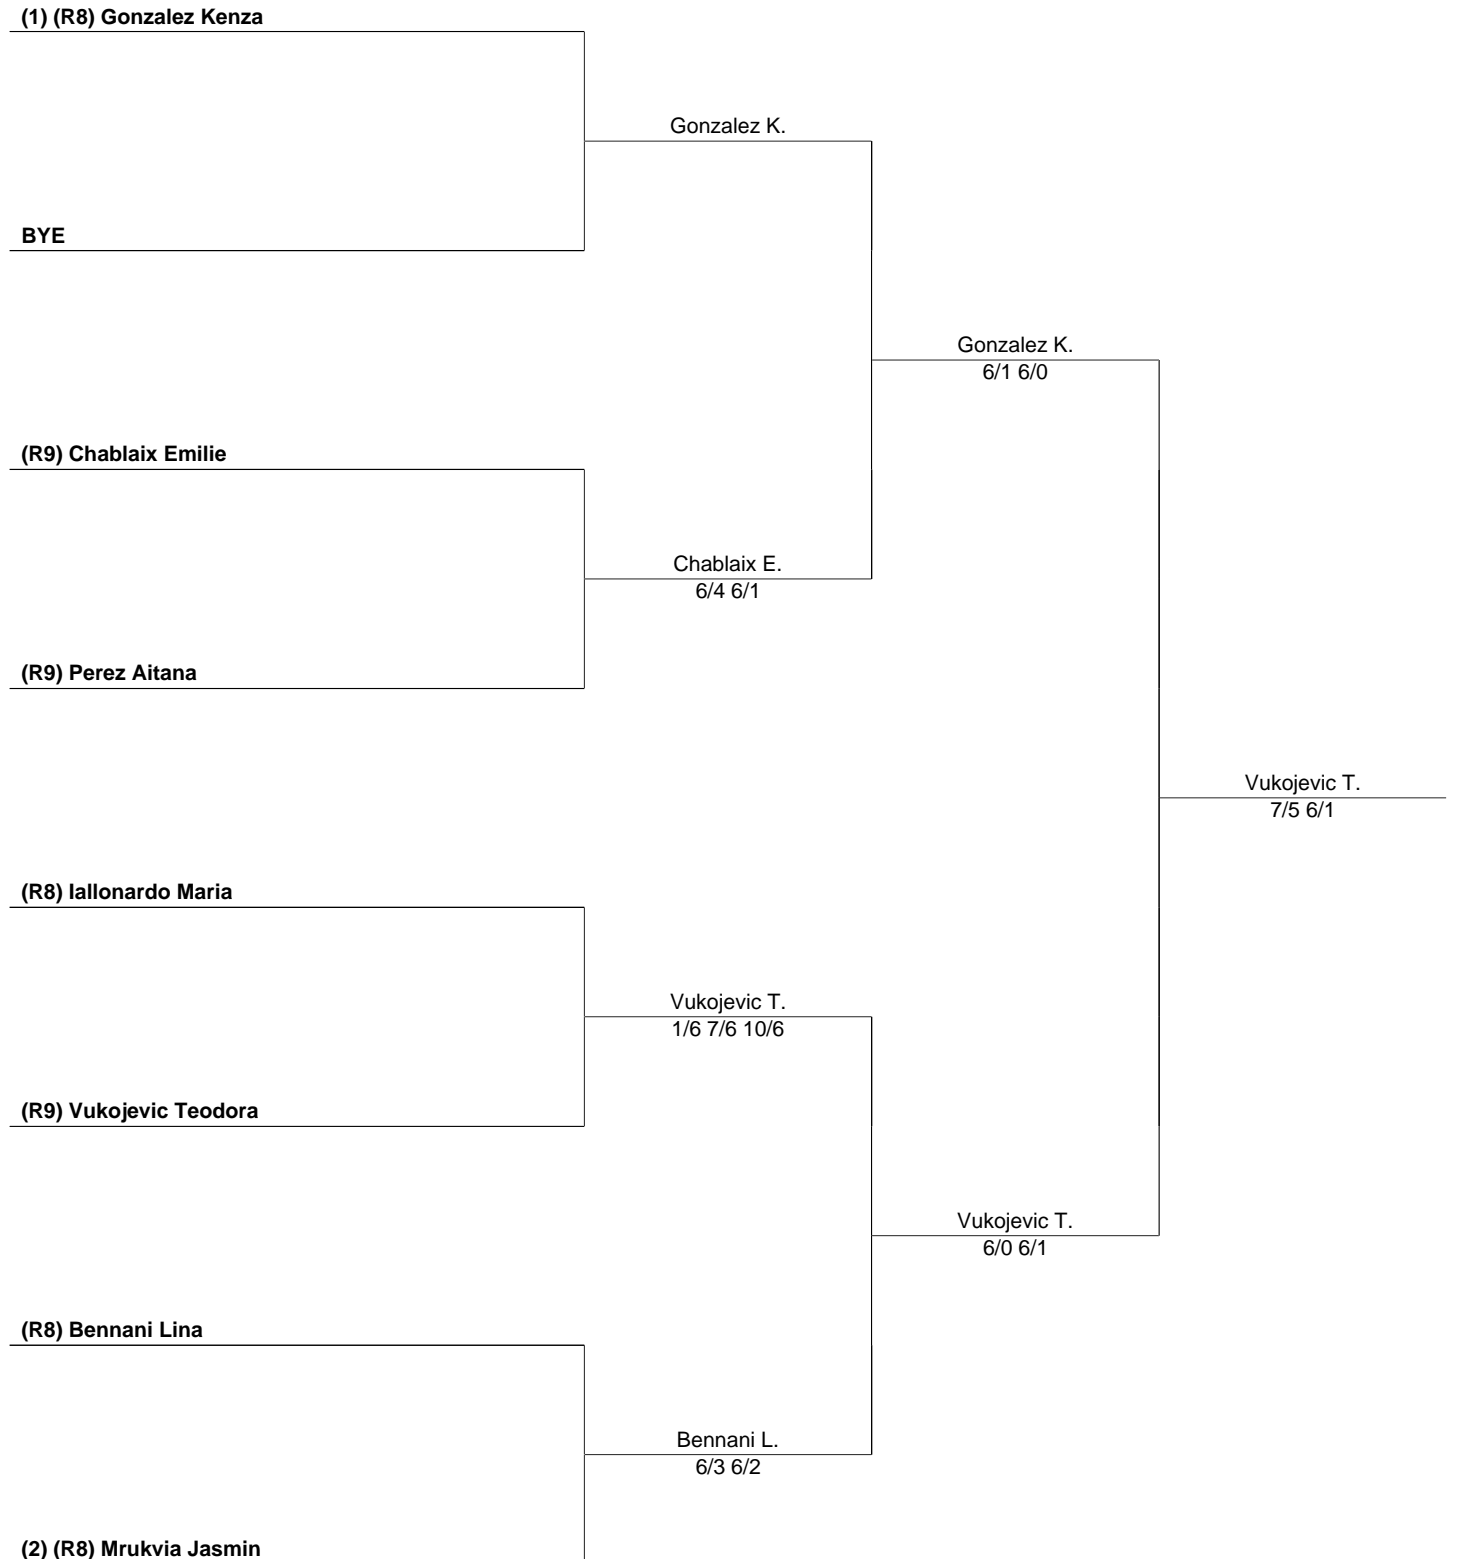 (1) (R8) Gonzalez Kenza
Gonzalez K.
BYE
Gonzalez K.
6/1 6/0
(R9) Chablaix Emilie
Chablaix E.
6/4 6/1
(R9) Perez Aitana
Vukojevic T.
7/5 6/1
(R8) Iallonardo Maria
Vukojevic T.
1/6 7/6 10/6
(R9) Vukojevic Teodora
Vukojevic T.
6/0 6/1
(R8) Bennani Lina
Bennani L.
6/3 6/2
(2) (R8) Mrukvia Jasmin